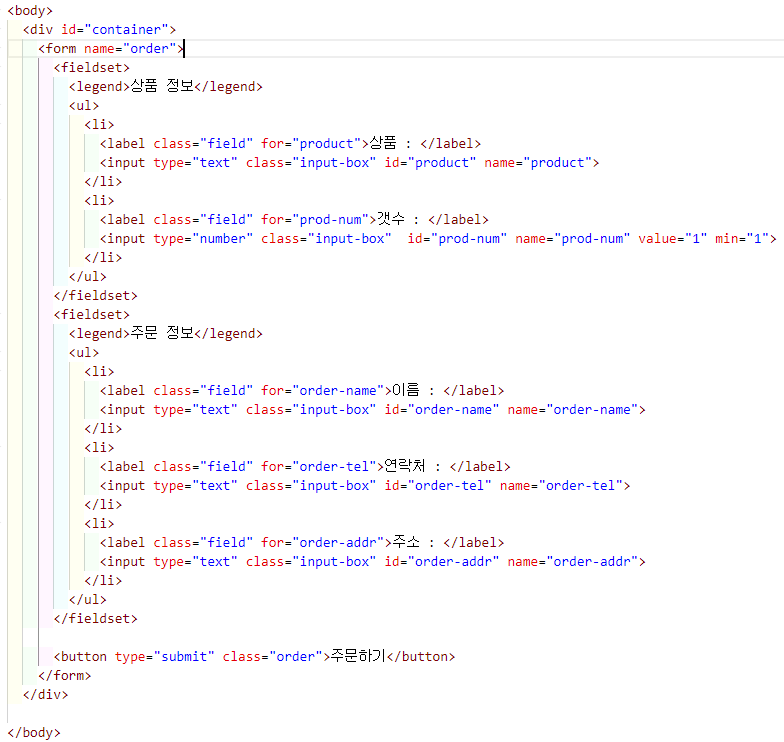 <body>
<div id="container">
<form name="order">
<fieldset>
<legend>상품 정보</legend>
<ul>
<li>
<label class="field" for="product">상품 : </label>
<input type="text" class="input-box" id="product" name="product">
</li>
<li>
<label class="field" for="prod-num">갯수 : </label>
<input type="number" class="input-box"  id="prod-num" name="prod-num" value="1" min="1">
</li>
</ul>
</fieldset>
<fieldset>
<legend>주문 정보</legend>
<ul>
<li>
<label class="field" for="order-name">이름 : </label>
<input type="text" class="input-box" id="order-name" name="order-name">
</li>
<li>
<label class="field" for="order-tel">연락처 : </label>
<input type="text" class="input-box" id="order-tel" name="order-tel">
</li>
<li>
<label class="field" for="order-addr">주소 : </label>
<input type="text" class="input-box" id="order-addr" name="order-addr">
</li>
</ul>
</fieldset>
<button type="submit" class="order">주문하기</button>
</form>
</div>
</body>